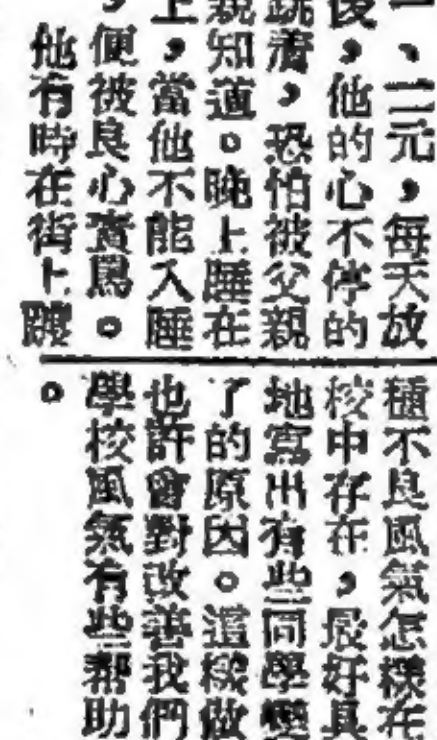 一、二元,每天放
後,他的心不停的
跳着,恐怕被父親
親知道。晚上睡在
上,當他不能入睡
,便被良心責罵。
他有時在街上
種不良風氣怎樣在
校中存在,最好具
地寫出有些同學變
了的原因。這樣做
也許會對改善我們
學校風氣有些幫助
。